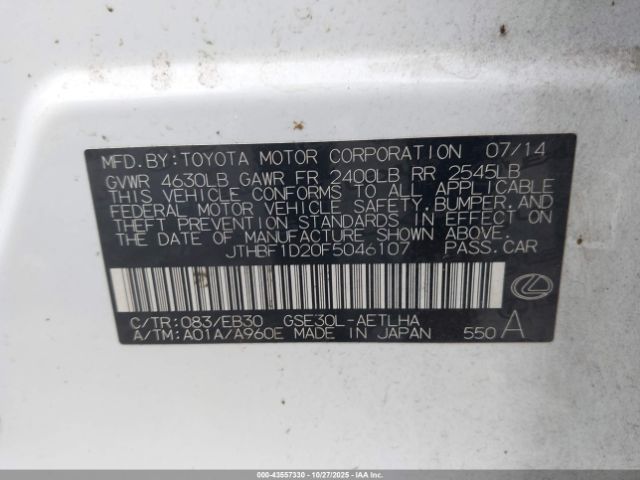 MFD.BY:TOYOTA MOTOR CORPORATION 07/14
GVWR 4630LB GAWR FR 2400LB RR 2545LB
THIS VEHICLE CONFORMS TO ALL APPLICABLE
FEDERAL MOTOR VEHICLE SAFETY,BUMPER,AND
THEFT PREVENTION STANDARDS IN EFFECT ON
THE DATE OF MANUFACTURE SHOWN ABOVE.
JTHBF1D20F5046107 PASS.CAR
C/TR:083/EB30 GSE30L-AETLHA
A/TM:A01A/A960E MADE IN JAPAN 550 A
000-43557330 - 10/27/2025 - IAAI.COM